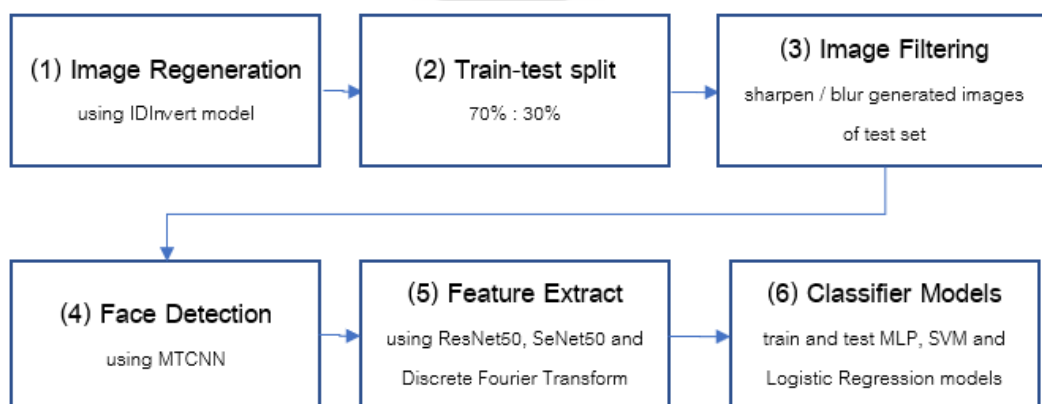 (1) Image Regeneration
using IDInvert model
(2) Train-test split
70% : 30%
(3) Image Filtering
sharpen / blur generated images
of test set
(4) Face Detection
using MTCNN
(5) Feature Extract
using ResNet50, SeNet50 and
Discrete Fourier Transform
(6) Classifier Models
train and test MLP, SVM and
Logistic Regression models